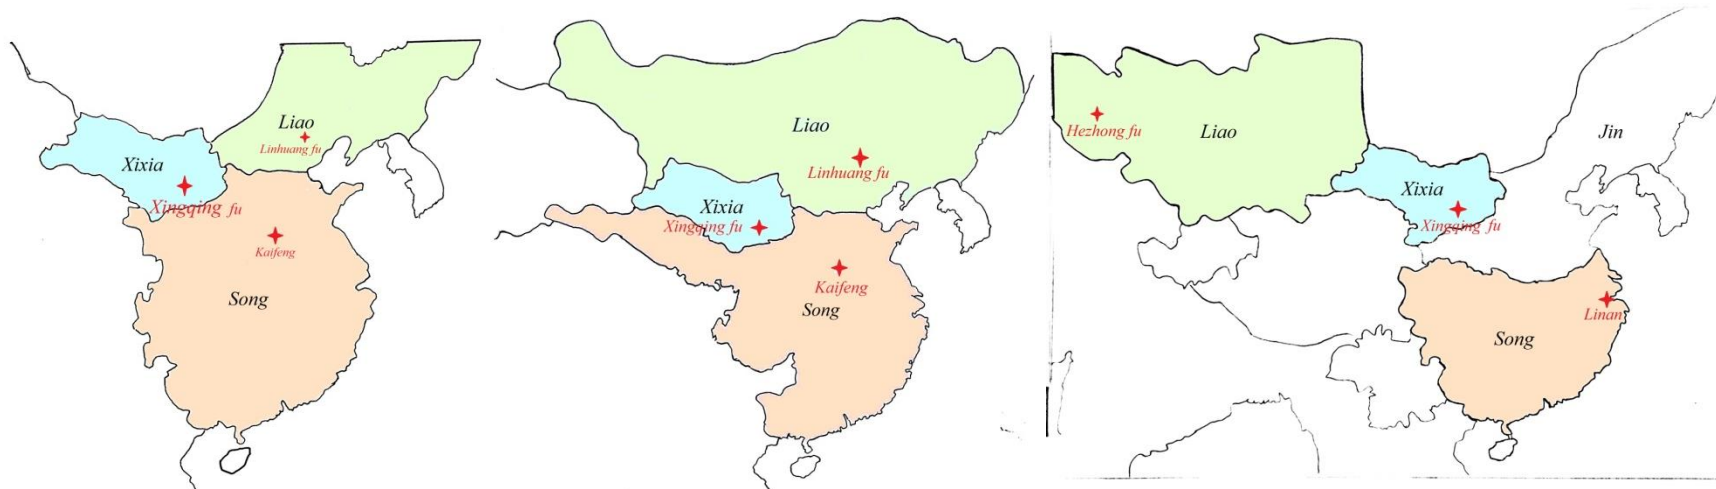 Liao
Linhuang fu
Xixia
Xingqing fu
Kaifeng
Song
Liao
Linhuang fu
Xixia
Xingqing fu
Kaifeng
Song
Hezhong fu
Liao
Jin
Xixia
Xingqing fu
Linan
Song